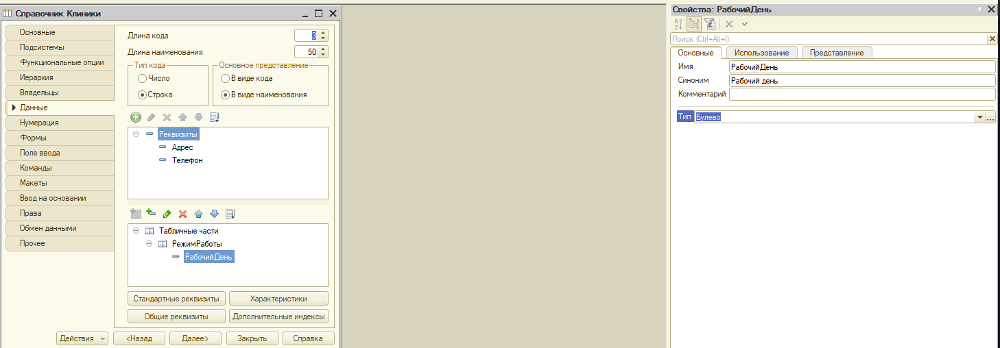 Справочник Клиники
Основные
Подсистемы
Функциональные опции
Иерархия
Владельцы
Данные
Нумерация
Формы
Поле ввода
Команды
Макеты
Ввод на основании
Права
Обмен данными
Прочее
Длина кода 3
Длина наименования 50
Тип кода
Число
Строка
Основное представление
В виде кода
В виде наименования
Реквизиты
Адрес
Телефон
Табличные части
РежимРаботы
РабочийДень
Стандартные реквизиты Характеристики
Общие реквизиты Дополнительные индексы
Действия <Назад Далее> Закрыть Справка
Свойства: РабочийДень
Поиск (Ctrl+Alt+I)
Основные Использование Представление
Имя РабочийДень
Синоним Рабочий день
Комментарий
Тип Булево